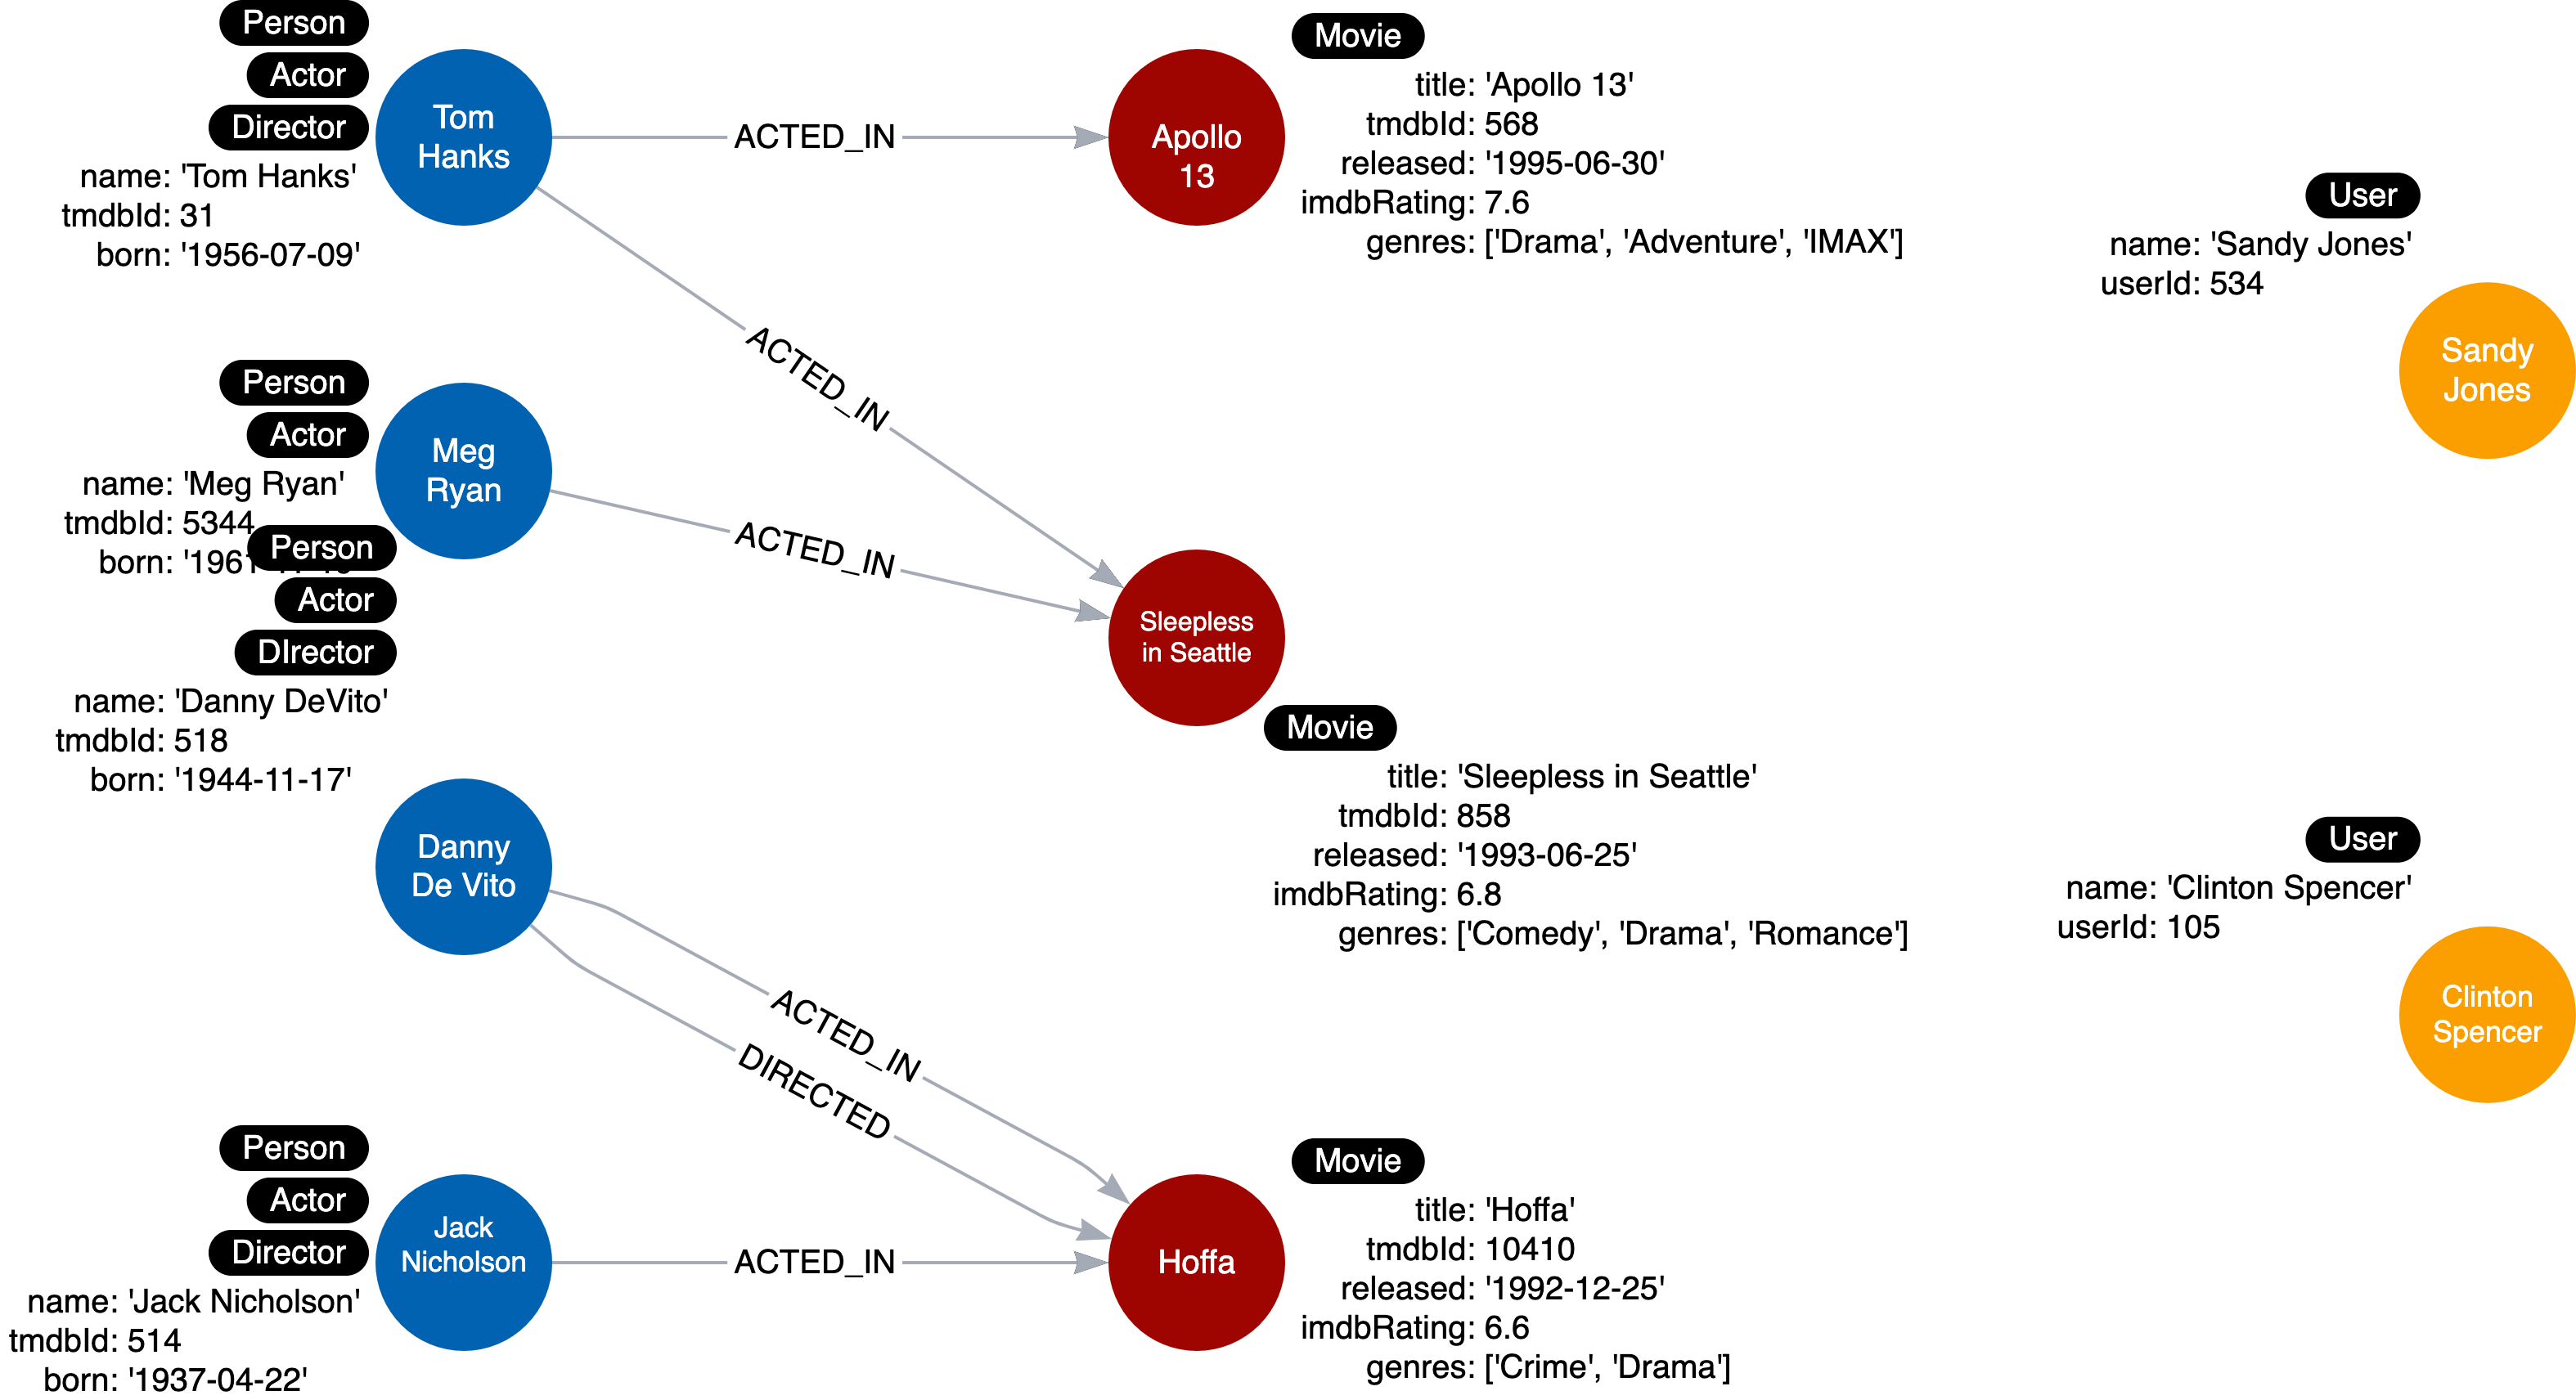 Person
Actor
Director
name: 'Tom Hanks'
tmdbId: 31
born: '1956-07-09'
Tom
Hanks
ACTED_IN
Apollo
13
Movie
title: 'Apollo 13'
tmdbId: 568
released: '1995-06-30'
imdbRating: 7.6
genres: ['Drama', 'Adventure', 'IMAX']
User
name: 'Sandy Jones'
userId: 534
Sandy
Jones
ACTED_IN
Person
Actor
name: 'Meg Ryan'
tmdbId: 5344
born:
Meg
Ryan
ACTED_IN
Sleepless
in Seattle
Movie
title: 'Sleepless in Seattle'
tmdbId: 858
released: '1993-06-25'
imdbRating: 6.8
genres: ['Comedy', 'Drama', 'Romance']
Person
Actor
DIrector
name: 'Danny DeVito'
tmdbId: 518
born: '1944-11-17'
Danny
De Vito
ACTED_IN
DIRECTED
User
name: 'Clinton Spencer'
userId: 105
Clinton
Spencer
Person
Actor
Director
name: 'Jack Nicholson'
tmdbId: 514
born: '1937-04-22'
Jack
Nicholson
ACTED_IN
Hoffa
Movie
title: 'Hoffa'
tmdbId: 10410
released: '1992-12-25'
imdbRating: 6.6
genres: ['Crime', 'Drama']